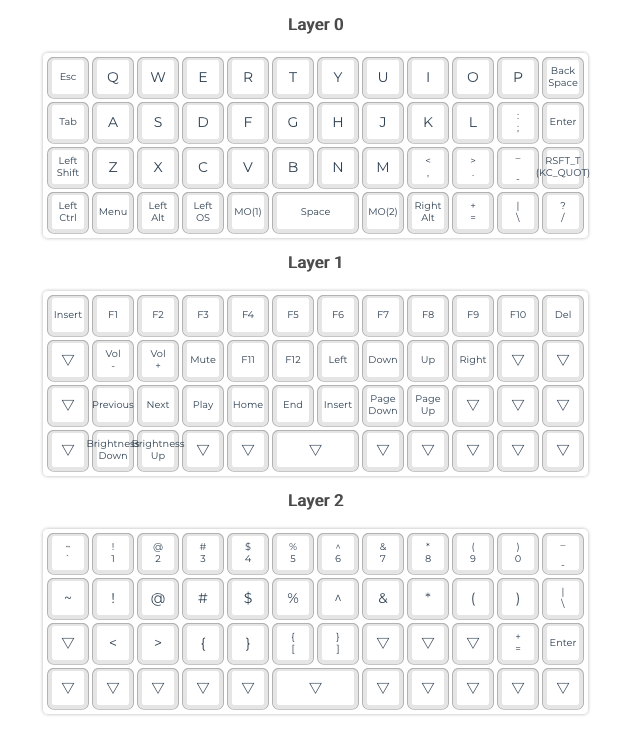 Layer 0
Esc Q W E R T Y U I O P Back Space
Tab A S D F G H J K L : ; Enter
Left Shift Z X C V B N M < , > . _ - RSFT_T (KC_QUOT)
Left Ctrl Menu Left Alt Left OS MO(1) Space MO(2) Right Alt + = | \ ? /
Layer 1
Insert F1 F2 F3 F4 F5 F6 F7 F8 F9 F10 Del
▽ Vol - Vol + Mute F11 F12 Left Down Up Right ▽ ▽
▽ Previous Next Play Home End Insert Page Down Page Up ▽ ▽ ▽
▽ Brightness Down Brightness Up ▽ ▽ ▽ ▽ ▽ ▽ ▽ ▽
Layer 2
~ ` ! 1 @ 2 # 3 $ 4 % 5 ^ 6 & 7 * 8 ( 9 ) 0 _ -
~ ! @ # $ % ^ & * ( ) | \
▽ < > { } { [ } ] ▽ ▽ ▽ + = Enter
▽ ▽ ▽ ▽ ▽ ▽ ▽ ▽ ▽ ▽ ▽